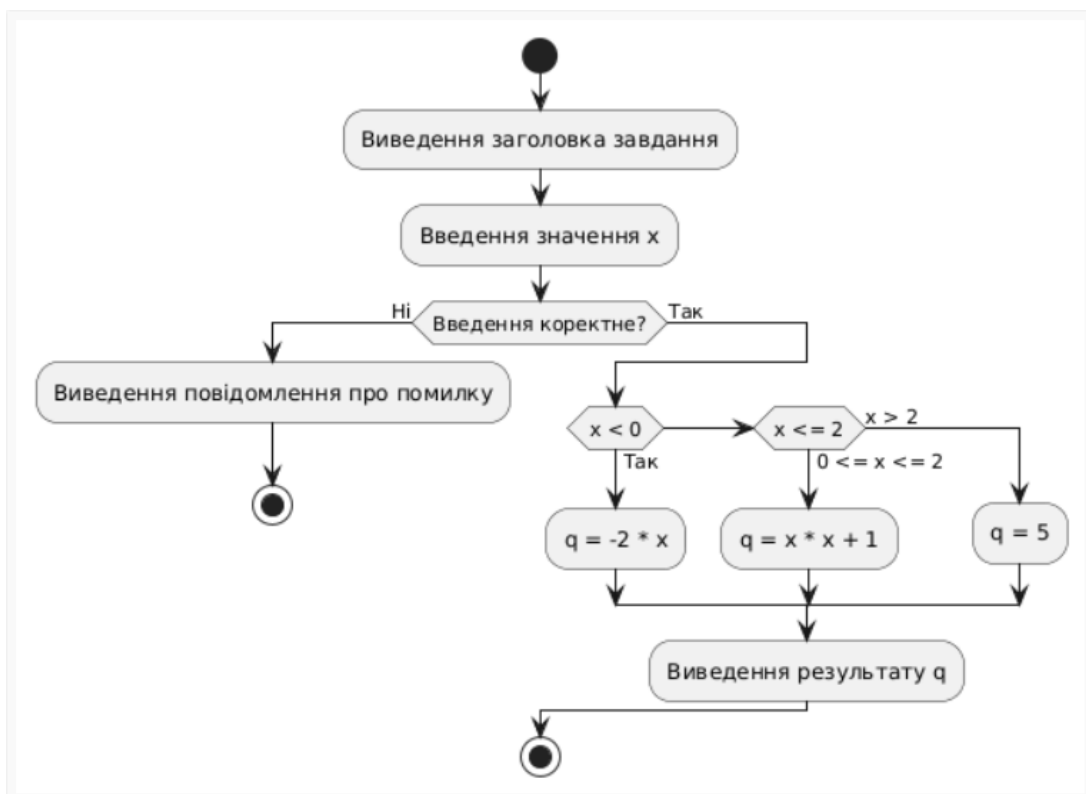 Виведення заголовка завдання
Введення значення x
Ні
Введення коректне?
Так
Виведення повідомлення про помилку
x < 0
x <= 2
x > 2
Так
0 <= x <= 2
q = -2 * x
q = x * x + 1
q = 5
Виведення результату q